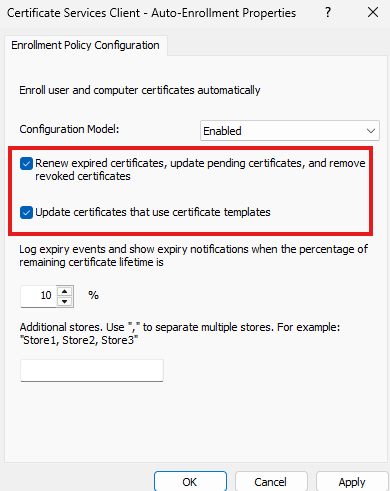 Certificate Services Client - Auto-Enrollment Properties
Enrollment Policy Configuration
Enroll user and computer certificates automatically
Configuration Model:
Enabled
Renew expired certificates, update pending certificates, and remove
revoked certificates
Update certificates that use certificate templates
Log expiry events and show expiry notifications when the percentage of
remaining certificate lifetime is
10 %
Additional stores. Use "," to separate multiple stores. For example:
"Store1, Store2, Store3"
OK Cancel Apply